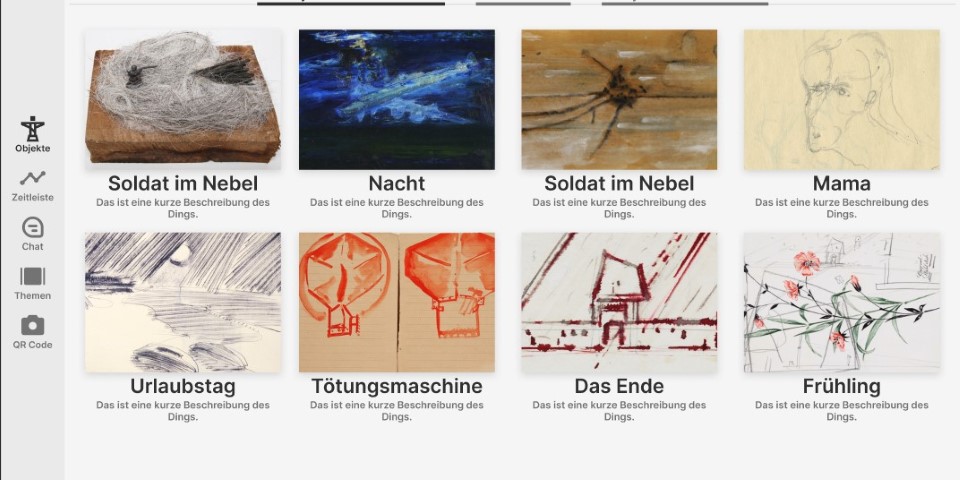 Objekte
Zeitleiste
Chat
Themen
QR Code
Soldat im Nebel
Das ist eine kurze Beschreibung des
Dings.
Nacht
Das ist eine kurze Beschreibung des
Dings.
Soldat im Nebel
Das ist eine kurze Beschreibung des
Dings.
Mama
Das ist eine kurze Beschreibung des
Dings.
Urlaubstag
Das ist eine kurze Beschreibung des
Dings.
Tötungsmaschine
Das ist eine kurze Beschreibung des
Dings.
Das Ende
Das ist eine kurze Beschreibung des
Dings.
Frühling
Das ist eine kurze Beschreibung des
Dings.